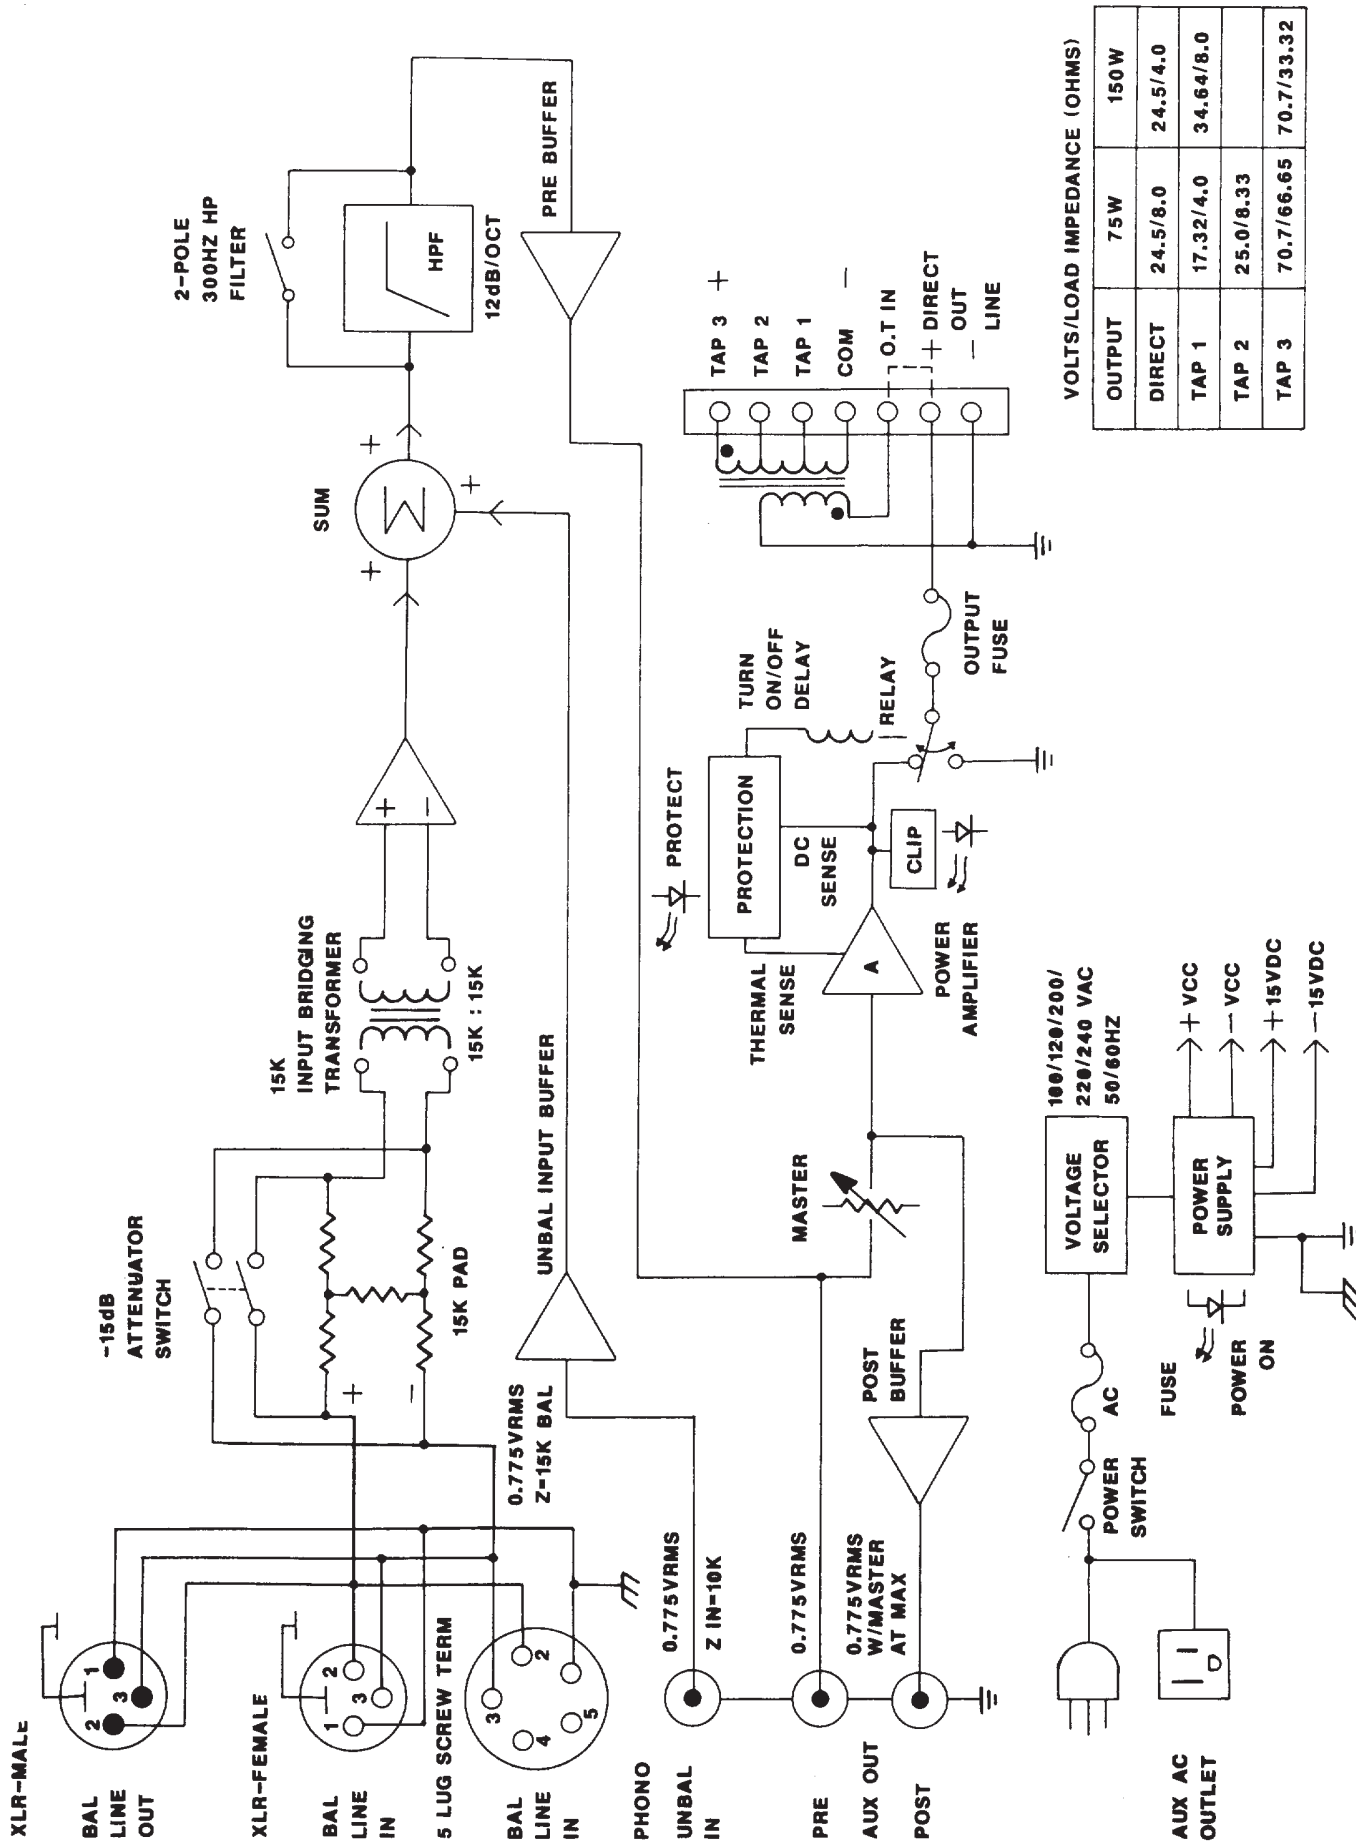 XLR-MALE
BAL
LINE
OUT
1
2
3
XLR-FEMALE
BAL
LINE
IN
1
2
3
5 LUG SCREW TERM
BAL
LINE
IN
2
3
4
5
-15dB
ATTENUATOR
SWITCH
+
-
15K PAD
0.775VRMS
Z=15K BAL
15K
INPUT BRIDGING
TRANSFORMER
15K : 15K
+
-
+
SUM
+
+
Σ
2-POLE
300HZ HP
FILTER
HPF
12dB/OCT
PRE BUFFER
UNBAL INPUT BUFFER
PHONO
UNBAL
IN
0.775VRMS
Z IN=10K
PRE
AUX OUT
POST
0.775VRMS
0.775VRMS
W/MASTER
AT MAX
POST
BUFFER
MASTER
THERMAL
SENSE
A
POWER
AMPLIFIER
PROTECT
PROTECTION
DC
SENSE
CLIP
TURN
ON/OFF
DELAY
RELAY
OUTPUT
FUSE
TAP 3 +
TAP 2
TAP 1
COM -
O.T IN
+ DIRECT
OUT
- LINE
AUX AC
OUTLET
POWER
SWITCH
AC
FUSE
VOLTAGE
SELECTOR
100/120/200/
220/240 VAC
50/60HZ
POWER
SUPPLY
POWER
ON
+VCC
-VCC
+15VDC
-15VDC
VOLTS/LOAD IMPEDANCE (OHMS)
OUTPUT 75W 150W
DIRECT 24.5/8.0 24.5/4.0
TAP 1 17.32/4.0 34.64/8.0
TAP 2 25.0/8.33
TAP 3 70.7/66.65 70.7/33.32